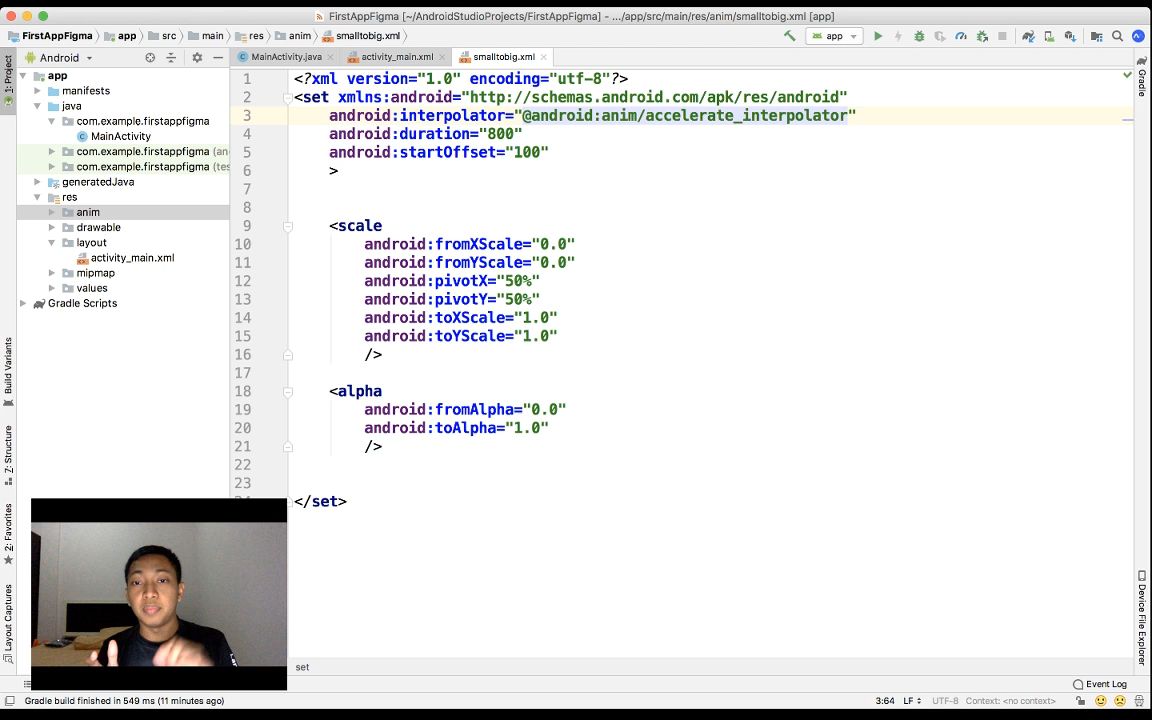 FirstAppFigma [~/AndroidStudioProjects/FirstAppFigma] - .../app/src/main/res/anim/smalltobig.xml [app]
FirstAppFigma app src main res anim smalltobig.xml
app
Android
MainActivity.java activity_main.xml smalltobig.xml
app
manifests
java
com.example.firstappfigma
MainActivity
com.example.firstappfigma (an
com.example.firstappfigma (tes
generatedJava
res
anim
drawable
layout
activity_main.xml
mipmap
values
Gradle Scripts
1: Project
Build Variants
7: Structure
2: Favorites
Layout Captures
1 <?xml version="1.0" encoding="utf-8"?>
2 <set xmlns:android="http://schemas.android.com/apk/res/android"
3 android:interpolator="@android:anim/accelerate_interpolator"
4 android:duration="800"
5 android:startOffset="100"
6 >
7
8
9 <scale
10 android:fromXScale="0.0"
11 android:fromYScale="0.0"
12 android:pivotX="50%"
13 android:pivotY="50%"
14 android:toXScale="1.0"
15 android:toYScale="1.0"
16 />
17
18 <alpha
19 android:fromAlpha="0.0"
20 android:toAlpha="1.0"
21 />
22
23
</set>
set
Gradle
Device File Explorer
Event Log
Gradle build finished in 549 ms (11 minutes ago)
3:64 LF UTF-8 Context: <no context>